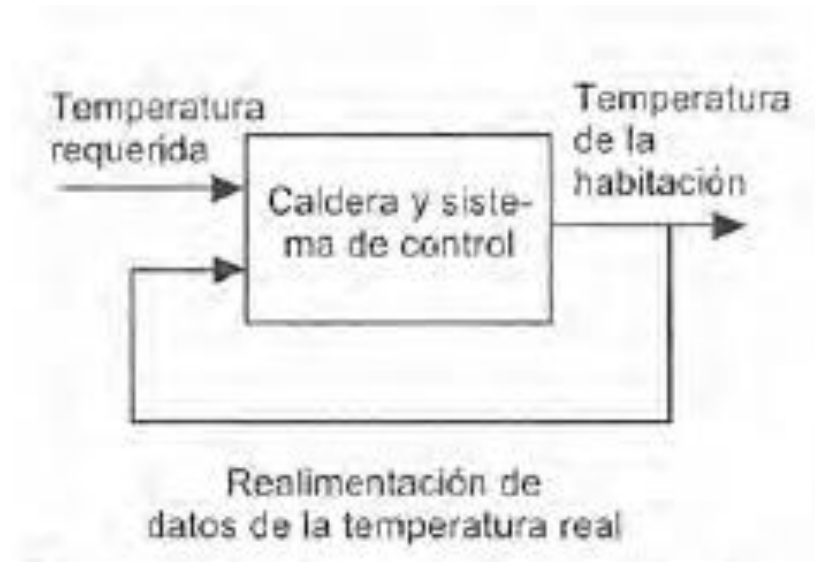 Temperatura
requerida
Caldera y siste-
ma de control
Temperatura
de la
habitación
Realimentación de
datos de la temperatura real